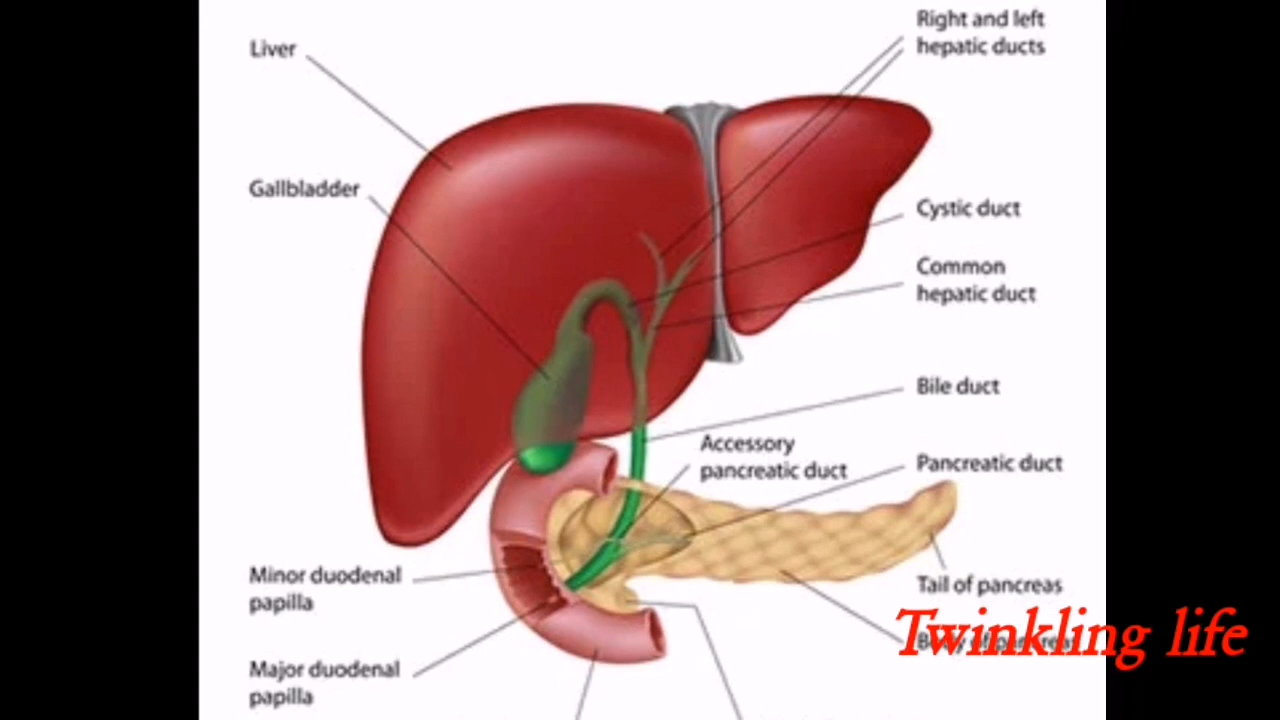 Right and left
hepatic ducts
Liver
Gallbladder
Cystic duct
Common
hepatic duct
Bile duct
Accessory
pancreatic duct
Pancreatic duct
Minor duodenal
papilla
Tail of pancreas
Twinkling life
Major duodenal
papilla